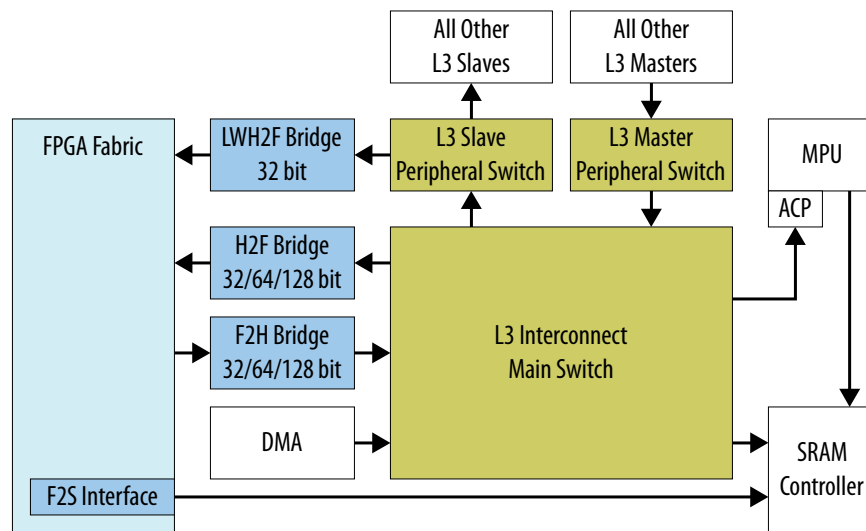 All Other
L3 Slaves
All Other
L3 Masters
FPGA Fabric
LWH2F Bridge
32 bit
L3 Slave
Peripheral Switch
L3 Master
Peripheral Switch
MPU
ACP
H2F Bridge
32/64/128 bit
F2H Bridge
32/64/128 bit
L3 Interconnect
Main Switch
DMA
SRAM
Controller
F2S Interface